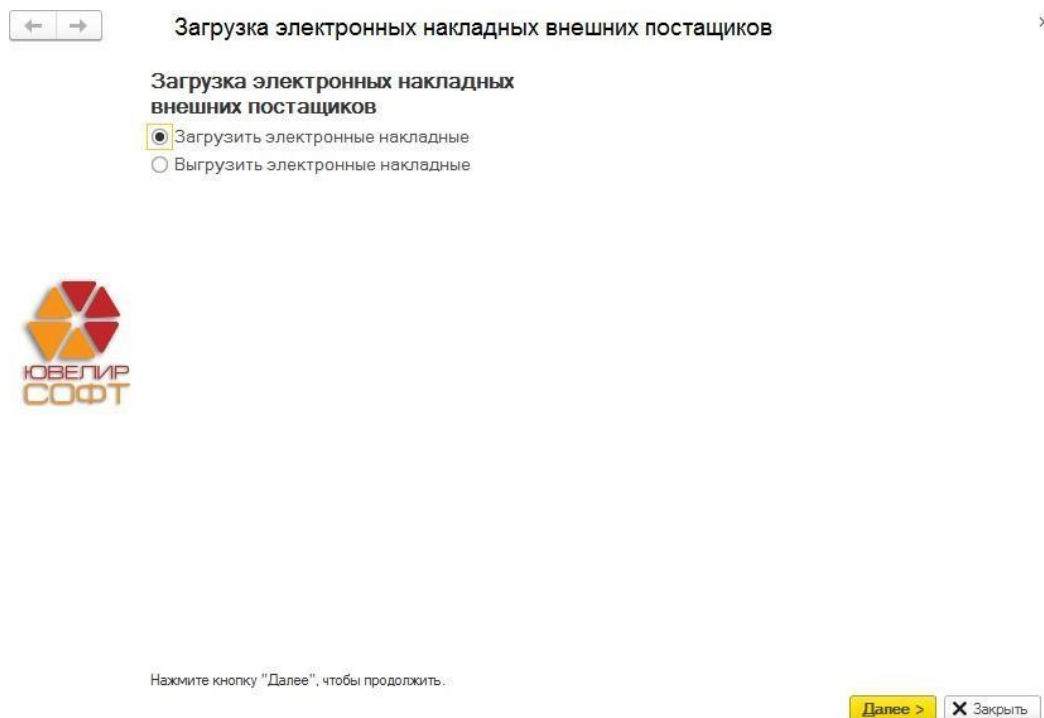 Загрузка электронных накладных внешних постащиков
Загрузка электронных накладных
внешних постащиков
Загрузить электронные накладные
Выгрузить электронные накладные
ЮВЕЛИР
СОФТ
Нажмите кнопку "Далее", чтобы продолжить.
Далее >
Закрыть